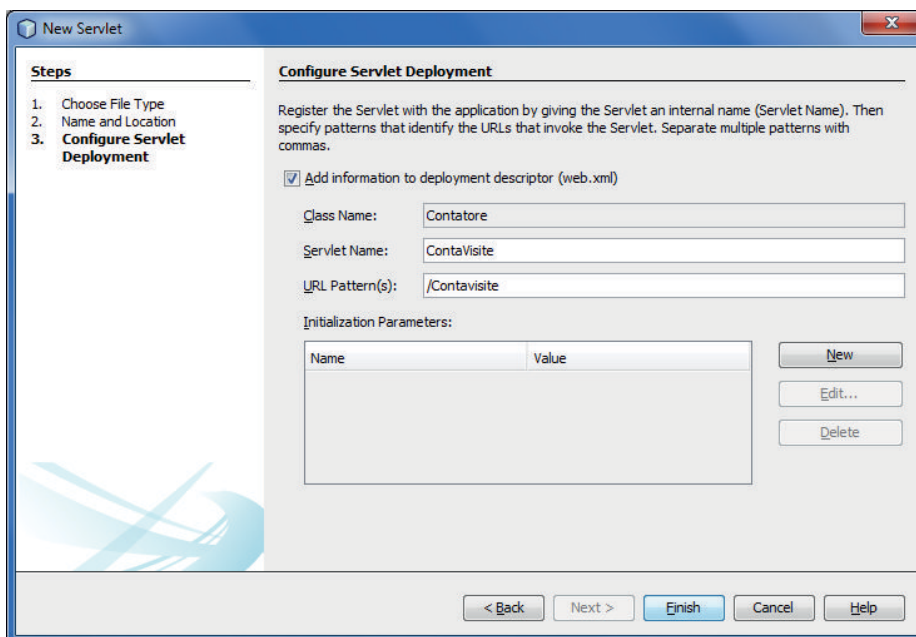 New Servlet
Steps
1. Choose File Type
2. Name and Location
3. Configure Servlet
Deployment
Configure Servlet Deployment
Register the Servlet with the application by giving the Servlet an internal name (Servlet Name). Then
specify patterns that identify the URLs that invoke the Servlet. Separate multiple patterns with
commas.
Add information to deployment descriptor (web.xml)
Class Name: Contatore
Servlet Name: ContaVisite
URL Pattern(s): /Contavisite
Initialization Parameters:
Name Value
New
Edit...
Delete
< Back Next > Finish Cancel Help